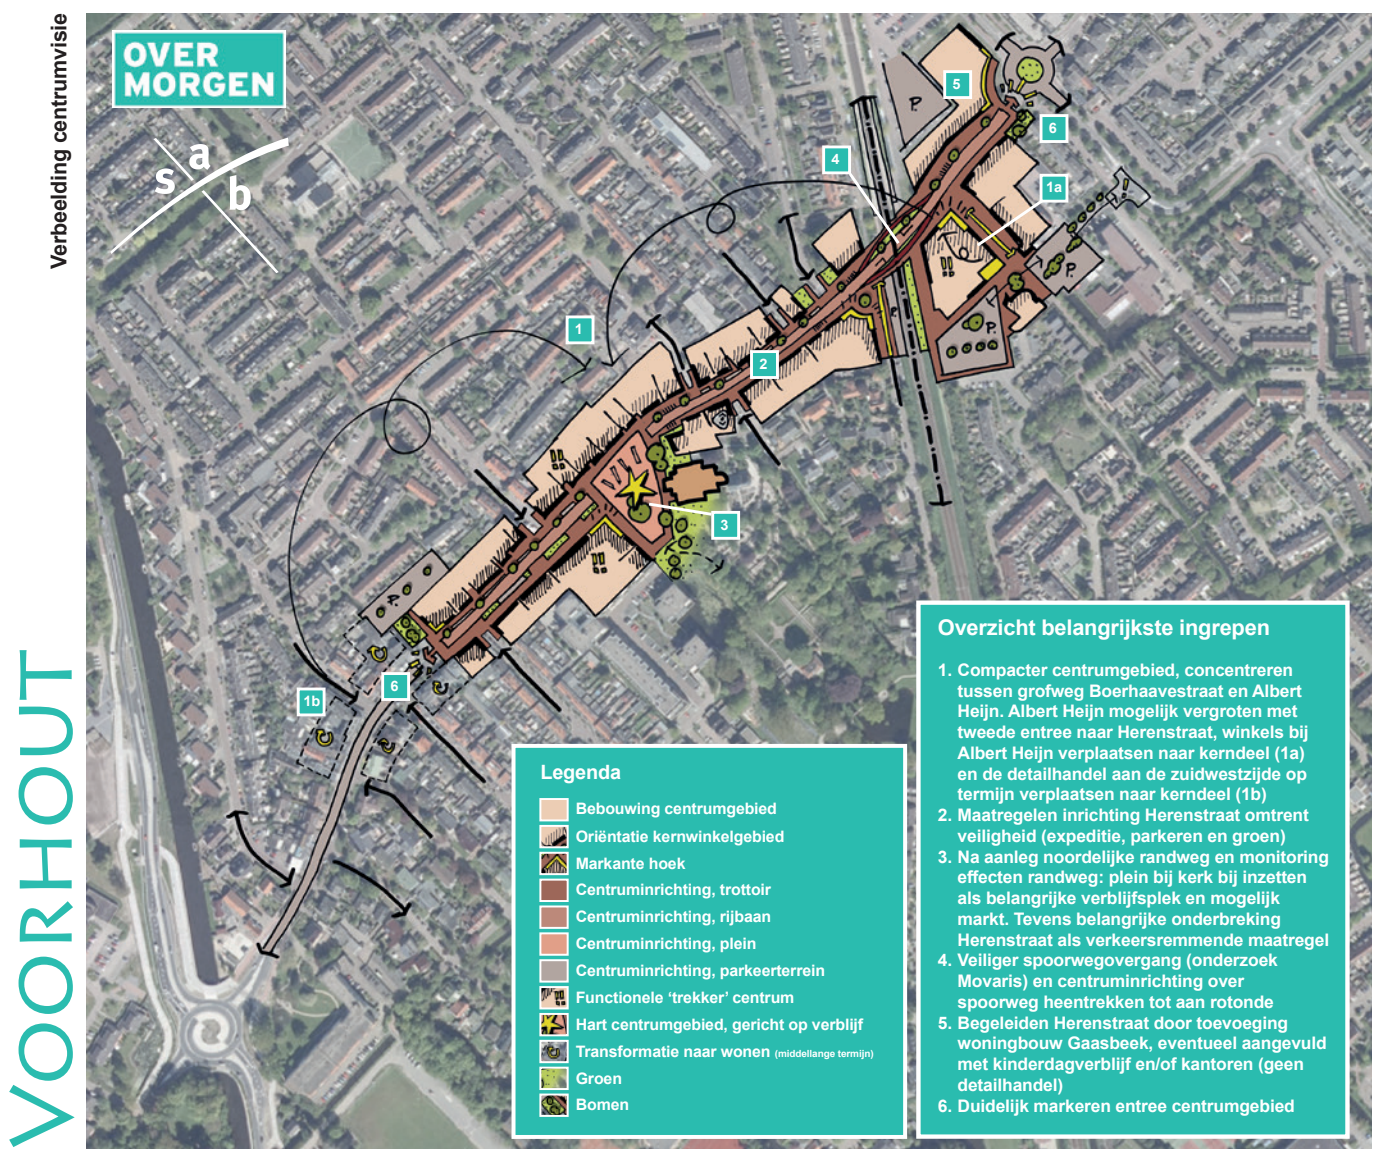 Verbeelding centrumvisie
VOORHOUT
OVER
MORGEN
s a b
5
6
4
1a
P.
P.
P.
P.
1
2
3
P.
6
1b
Legenda
Bebouwing centrumgebied
Oriëntatie kernwinkelgebied
Markante hoek
Centruminrichting, trottoir
Centruminrichting, rijbaan
Centruminrichting, plein
Centruminrichting, parkeerterrein
Functionele ‘trekker’ centrum
Hart centrumgebied, gericht op verblijf
Transformatie naar wonen (middellange termijn)
Groen
Bomen
Overzicht belangrijkste ingrepen
1. Compacter centrumgebied, concentreren
tussen grofweg Boerhaavestraat en Albert
Heijn. Albert Heijn mogelijk vergroten met
tweede entree naar Herenstraat, winkels bij
Albert Heijn verplaatsen naar kerndeel (1a)
en de detailhandel aan de zuidwestzijde op
termijn verplaatsen naar kerndeel (1b)
2. Maatregelen inrichting Herenstraat omtrent
veiligheid (expeditie, parkeren en groen)
3. Na aanleg noordelijke randweg en monitoring
effecten randweg: plein bij kerk bij inzetten
als belangrijke verblijfsplek en mogelijk
markt. Tevens belangrijke onderbreking
Herenstraat als verkeersremmende maatregel
4. Veiliger spoorwegovergang (onderzoek
Movaris) en centruminrichting over
spoorweg heentrekken tot aan rotonde
5. Begeleiden Herenstraat door toevoeging
woningbouw Gaasbeek, eventueel aangevuld
met kinderdagverblijf en/of kantoren (geen
detailhandel)
6. Duidelijk markeren entree centrumgebied